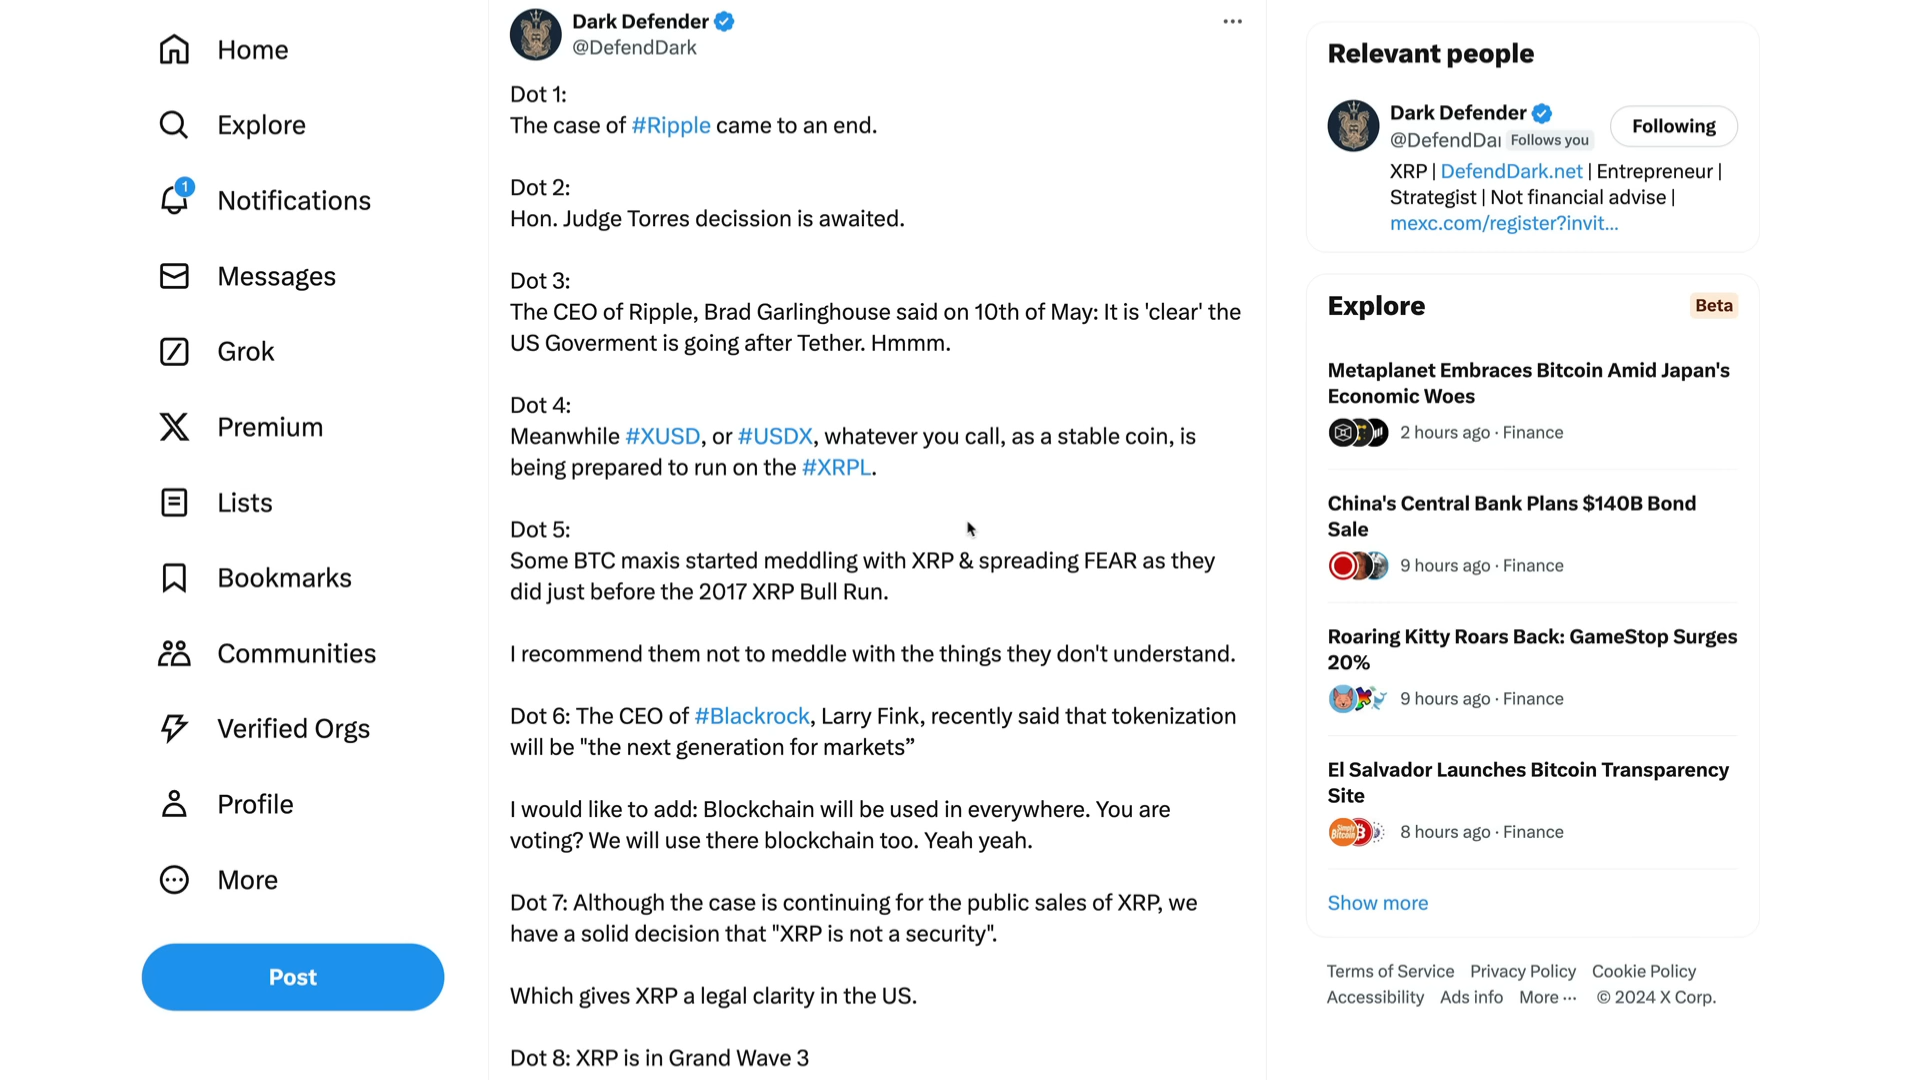 Home
Explore
1
Notifications
Messages
Grok
Premium
Lists
Bookmarks
Communities
Verified Orgs
Profile
More
Post
Dark Defender
@DefendDark
Dot 1:
The case of #Ripple came to an end.
Dot 2:
Hon. Judge Torres decission is awaited.
Dot 3:
The CEO of Ripple, Brad Garlinghouse said on 10th of May: It is 'clear' the
US Goverment is going after Tether. Hmmm.
Dot 4:
Meanwhile #XUSD, or #USDX, whatever you call, as a stable coin, is
being prepared to run on the #XRPL.
Dot 5:
Some BTC maxis started meddling with XRP & spreading FEAR as they
did just before the 2017 XRP Bull Run.
I recommend them not to meddle with the things they don't understand.
Dot 6: The CEO of #Blackrock, Larry Fink, recently said that tokenization
will be "the next generation for markets”
I would like to add: Blockchain will be used in everywhere. You are
voting? We will use there blockchain too. Yeah yeah.
Dot 7: Although the case is continuing for the public sales of XRP, we
have a solid decision that "XRP is not a security".
Which gives XRP a legal clarity in the US.
Dot 8: XRP is in Grand Wave 3
Relevant people
Dark Defender
Following
@DefendDar Follows you
XRP | DefendDark.net | Entrepreneur |
Strategist | Not financial advise |
mexc.com/register?invit...
Explore
Beta
Metaplanet Embraces Bitcoin Amid Japan's
Economic Woes
2 hours ago · Finance
China's Central Bank Plans $140B Bond
Sale
9 hours ago · Finance
Roaring Kitty Roars Back: GameStop Surges
20%
9 hours ago · Finance
El Salvador Launches Bitcoin Transparency
Site
8 hours ago · Finance
Show more
Terms of Service Privacy Policy Cookie Policy
Accessibility Ads info More ··· © 2024 X Corp.